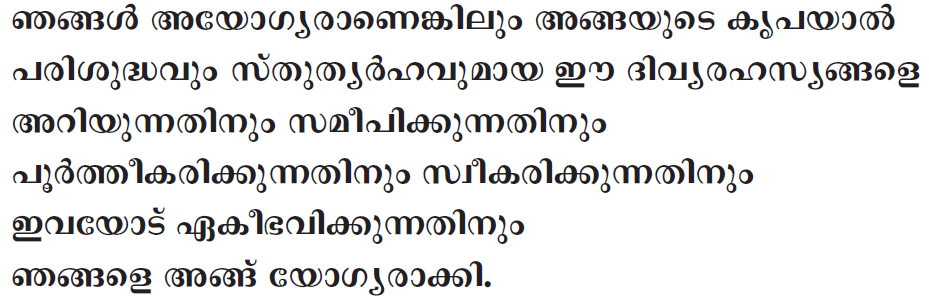 ഞങ്ങൾ അയോഗ്യരാണെങ്കിലും അങ്ങയുടെ കൃപയാൽ
പരിശുദ്ധവും സ്തുത്യർഹവുമായ ഈ ദിവ്യരഹസ്യങ്ങളെ
അറിയുന്നതിനും സമീപിക്കുന്നതിനും
പൂർത്തീകരിക്കുന്നതിനും സ്വീകരിക്കുന്നതിനും
ഇവയോട് ഏകീഭവിക്കുന്നതിനും
ഞങ്ങളെ അങ്ങ് യോഗ്യരാക്കി.